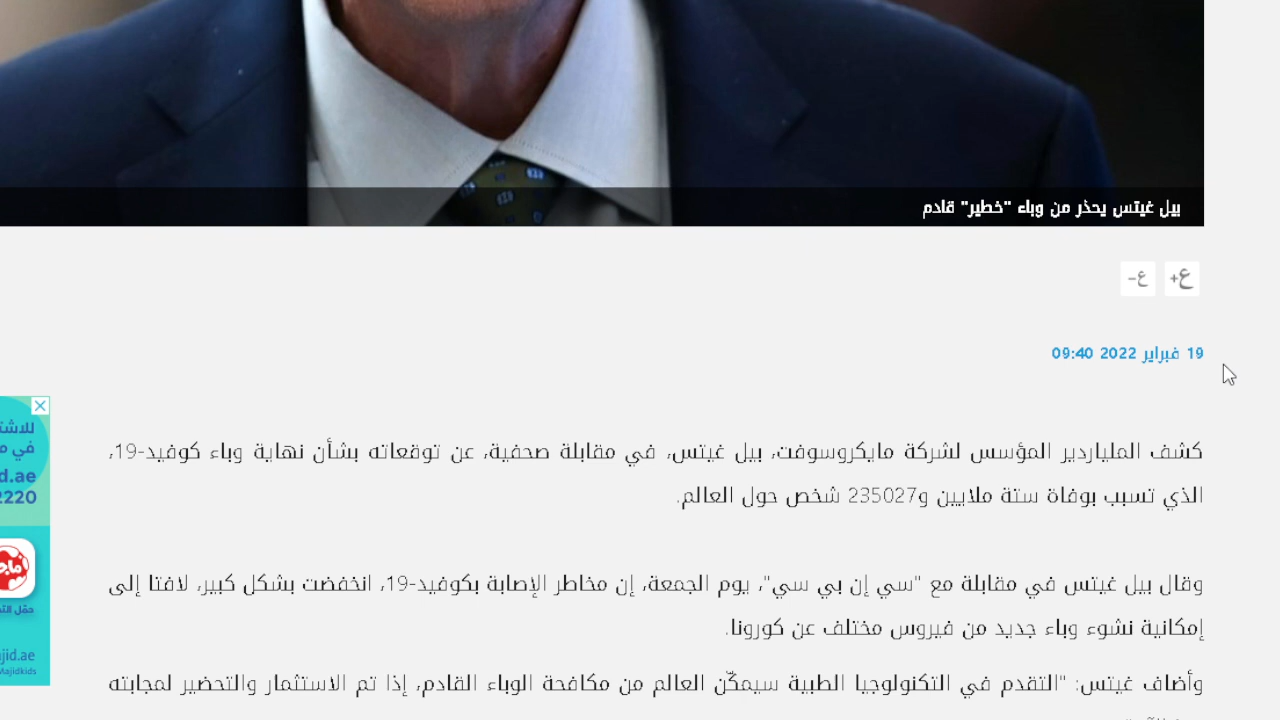 بيل غيتس يحذر من وباء "خطير" قادم
ع+ ع-
19 فبراير 2022 09:40
كشف الملياردير المؤسس لشركة مايكروسوفت، بيل غيتس، في مقابلة صحفية، عن توقعاته بشأن نهاية وباء كوفيد-19،
الذي تسبب بوفاة ستة ملايين و235027 شخص حول العالم.
وقال بيل غيتس في مقابلة مع "سي إن بي سي"، يوم الجمعة، إن مخاطر الإصابة بكوفيد-19، انخفضت بشكل كبير، لافتا إلى
إمكانية نشوء وباء جديد من فيروس مختلف عن كورونا.
وأضاف غيتس: "التقدم في التكنولوجيا الطبية سيمكّن العالم من مكافحة الوباء القادم، إذا تم الاستثمار والتحضير لمجابته
في
2220
ماجد